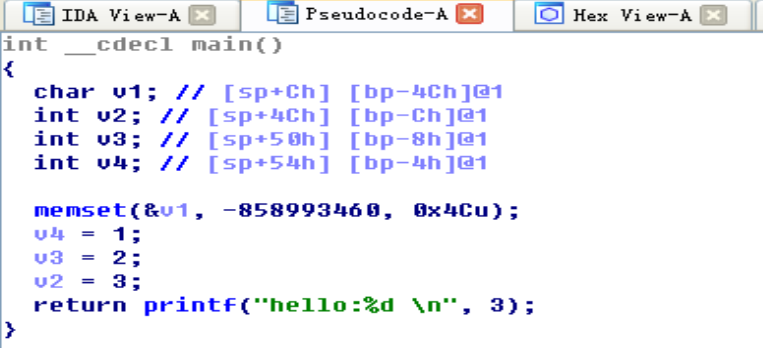 IDA View-A Pseudocode-A Hex View-A
int __cdecl main()
{
  char v1; // [sp+Ch] [bp-4Ch]@1
  int v2; // [sp+4Ch] [bp-Ch]@1
  int v3; // [sp+50h] [bp-8h]@1
  int v4; // [sp+54h] [bp-4h]@1
  memset(&v1, -858993460, 0x4Cu);
  v4 = 1;
  v3 = 2;
  v2 = 3;
  return printf("hello:%d \n", 3);
}